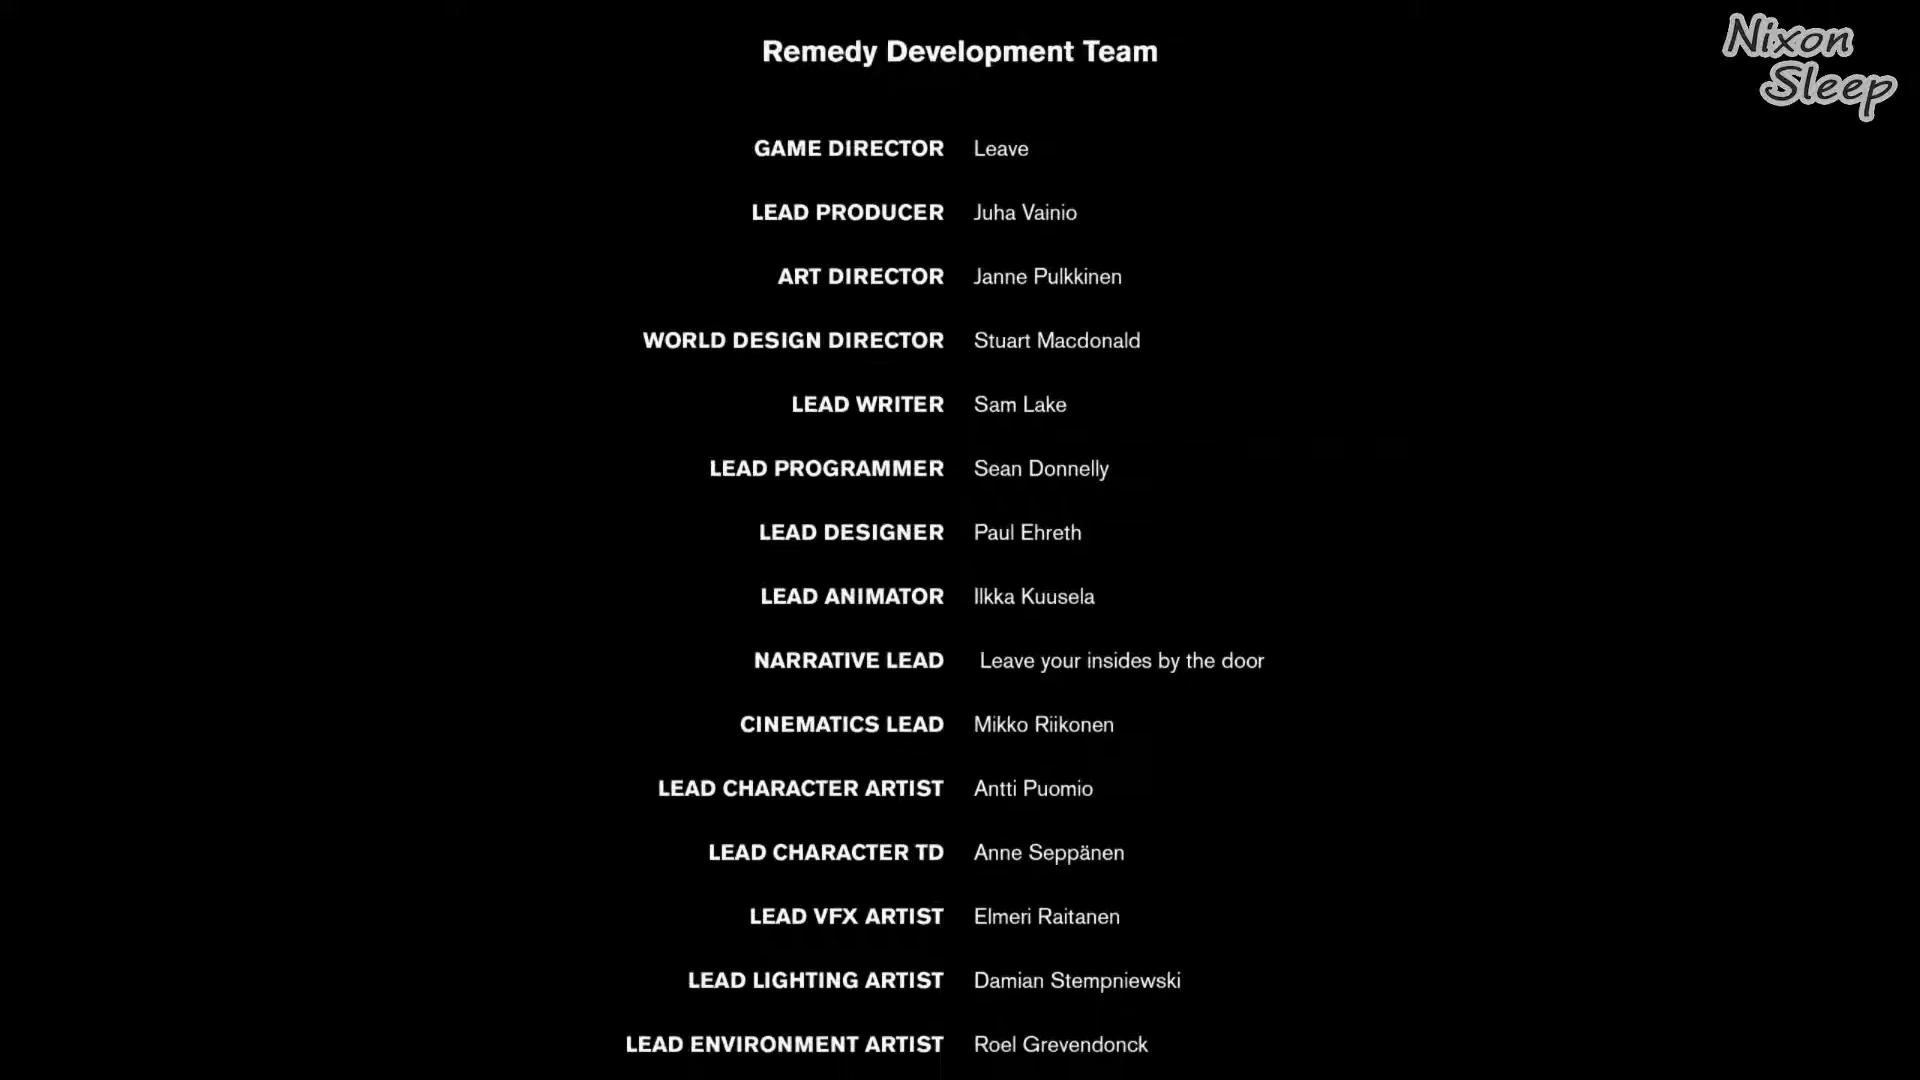 Remedy Development Team
Nixon
Sleep
GAME DIRECTOR Leave
LEAD PRODUCER Juha Vainio
ART DIRECTOR Janne Pulkkinen
WORLD DESIGN DIRECTOR Stuart Macdonald
LEAD WRITER Sam Lake
LEAD PROGRAMMER Sean Donnelly
LEAD DESIGNER Paul Ehreth
LEAD ANIMATOR Ilkka Kuusela
NARRATIVE LEAD Leave your insides by the door
CINEMATICS LEAD Mikko Riikonen
LEAD CHARACTER ARTIST Antti Puomio
LEAD CHARACTER TD Anne Seppänen
LEAD VFX ARTIST Elmeri Raitanen
LEAD LIGHTING ARTIST Damian Stempniewski
LEAD ENVIRONMENT ARTIST Roel Grevendonck